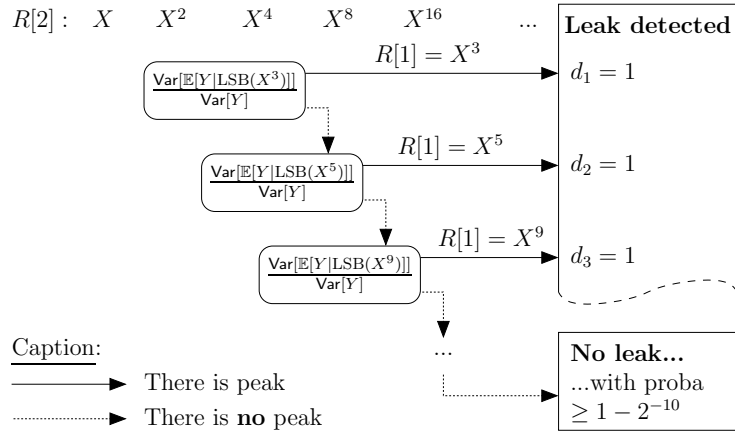 R[2] : X X^2 X^4 X^8 X^16 ...
Leak detected
R[1] = X^3
Var[𝔼[Y|LSB(X^3)]]
Var[Y]
d_1 = 1
R[1] = X^5
Var[𝔼[Y|LSB(X^5)]]
Var[Y]
d_2 = 1
R[1] = X^9
Var[𝔼[Y|LSB(X^9)]]
Var[Y]
d_3 = 1
...
Caption:
There is peak
There is no peak
No leak...
...with proba
≥ 1 − 2^−10